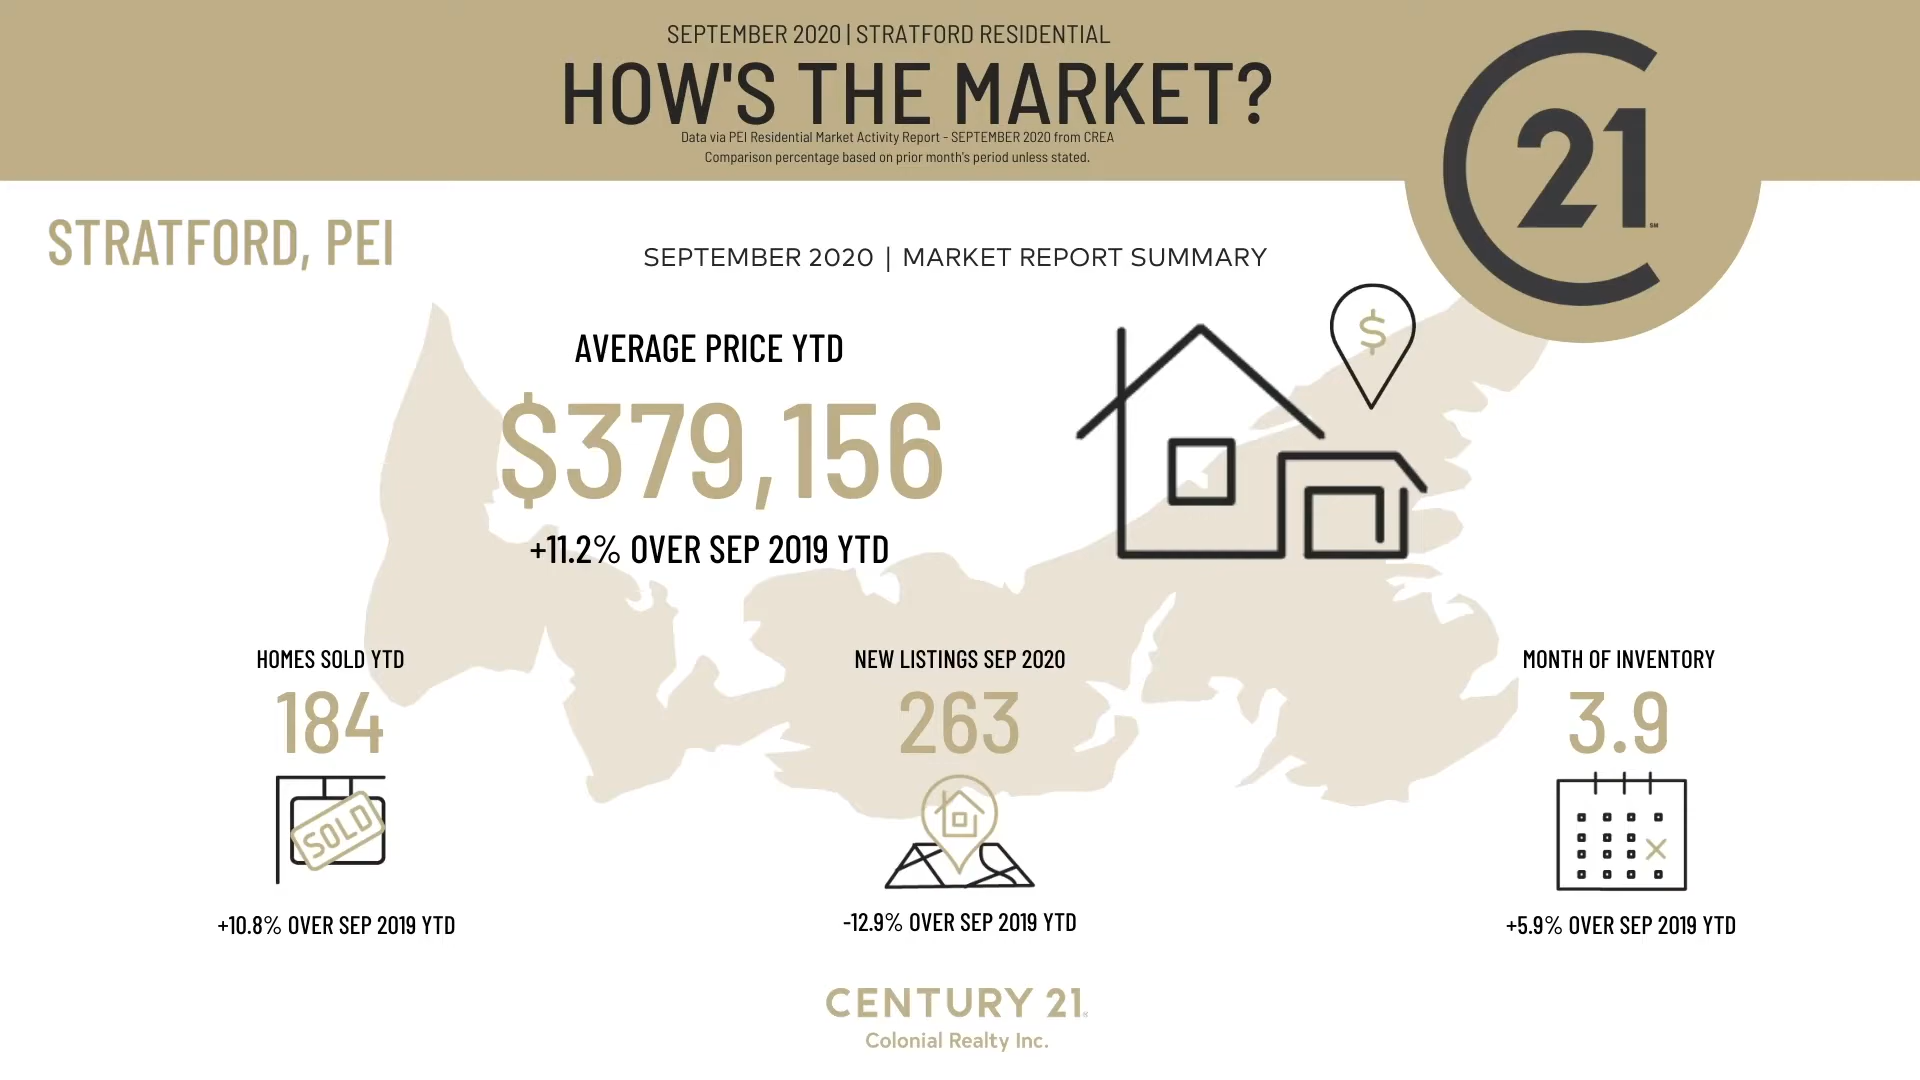 SEPTEMBER 2020 | STRATFORD RESIDENTIAL
HOW'S THE MARKET?
Data via PEI Residential Market Activity Report - SEPTEMBER 2020 from CREA
Comparison percentage based on prior month's period unless stated.
C21 SM
STRATFORD, PEI
SEPTEMBER 2020 | MARKET REPORT SUMMARY
$
AVERAGE PRICE YTD
$379,156
+11.2% OVER SEP 2019 YTD
HOMES SOLD YTD
184
SOLD
+10.8% OVER SEP 2019 YTD
NEW LISTINGS SEP 2020
263
-12.9% OVER SEP 2019 YTD
MONTH OF INVENTORY
3.9
+5.9% OVER SEP 2019 YTD
CENTURY 21®
Colonial Realty Inc.